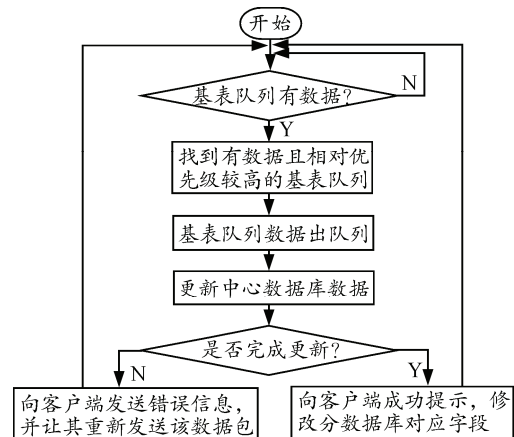 开始
基表队列有数据?
N
Y
找到有数据且相对优
先级较高的基表队列
基表队列数据出队列
更新中心数据库数据
是否完成更新?
N
Y
向客户端发送错误信息，
并让其重新发送该数据包
向客户端成功提示，修
改分数据库对应字段